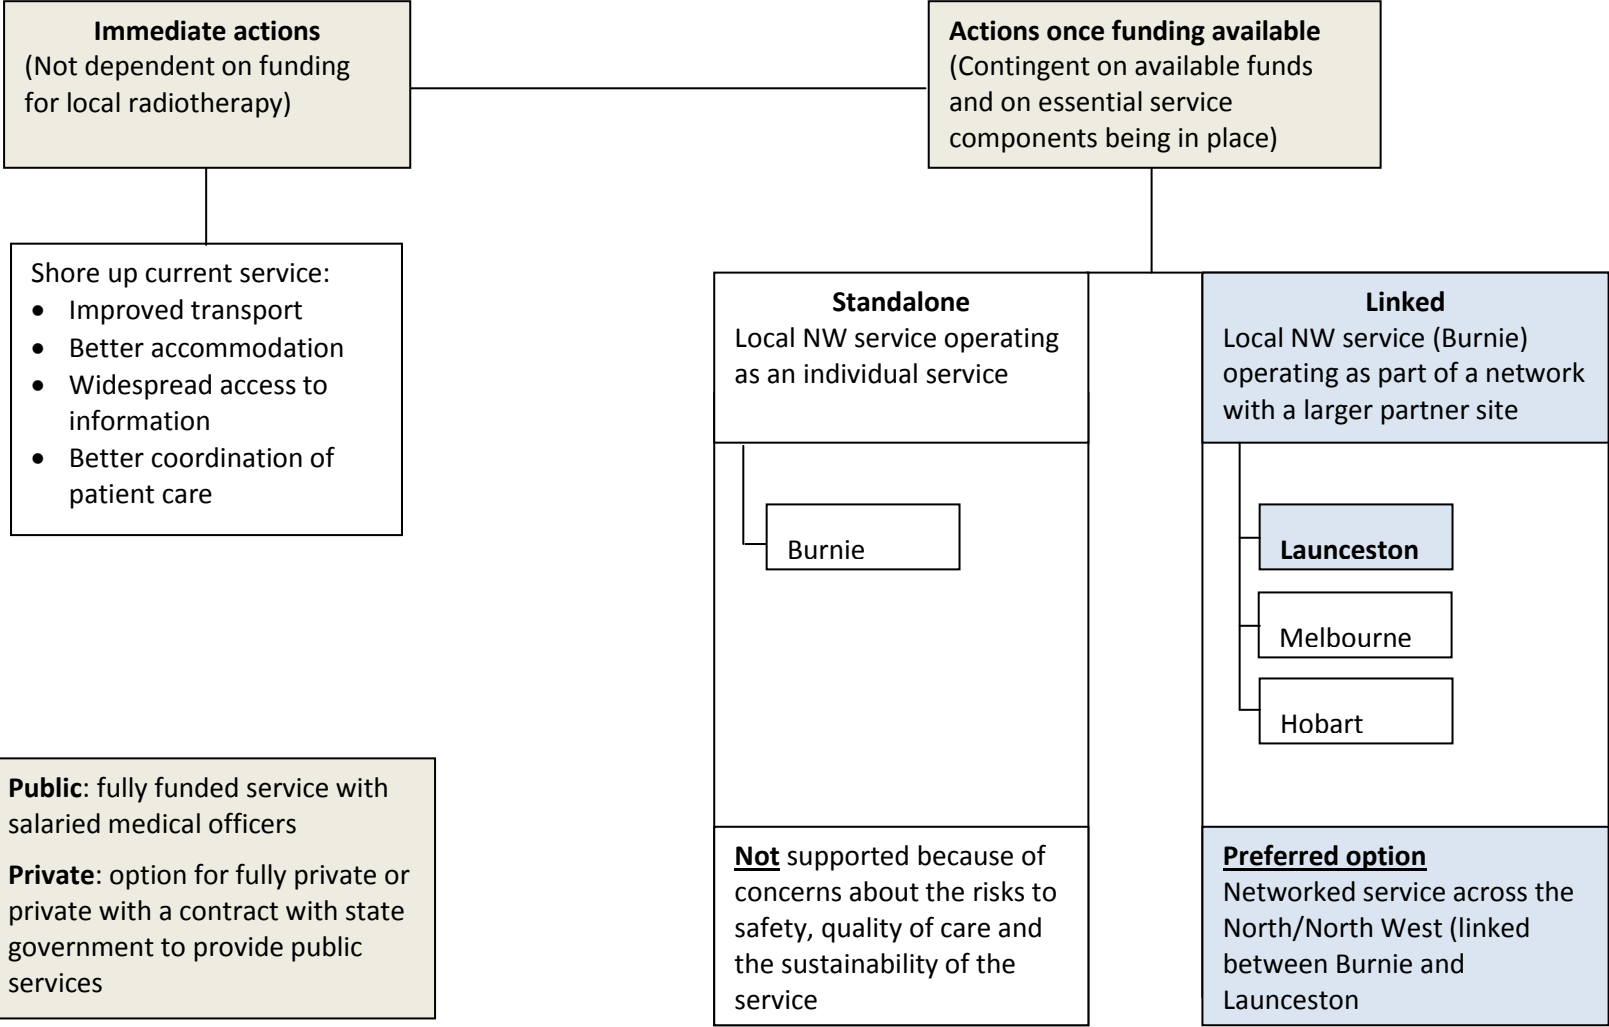 Immediate actions
(Not dependent on funding
for local radiotherapy)
Actions once funding available
(Contingent on available funds
and on essential service
components being in place)
Shore up current service:
• Improved transport
• Better accommodation
• Widespread access to
information
• Better coordination of
patient care
Standalone
Local NW service operating
as an individual service
Burnie
Not supported because of
concerns about the risks to
safety, quality of care and
the sustainability of the
service
Linked
Local NW service (Burnie)
operating as part of a network
with a larger partner site
Launceston
Melbourne
Hobart
Preferred option
Networked service across the
North/North West (linked
between Burnie and
Launceston
Public: fully funded service with
salaried medical officers
Private: option for fully private or
private with a contract with state
government to provide public
services